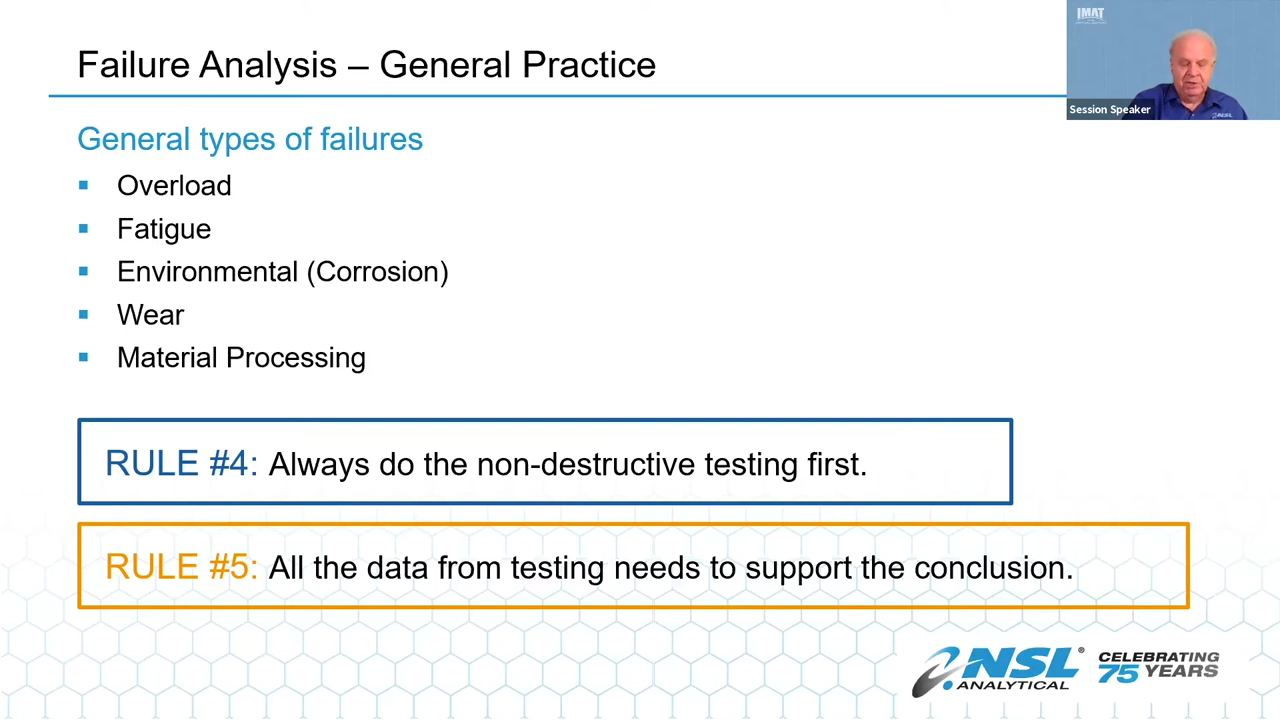 Failure Analysis – General Practice
IMAT
Session Speaker
NSL
General types of failures
Overload
Fatigue
Environmental (Corrosion)
Wear
Material Processing
RULE #4: Always do the non-destructive testing first.
RULE #5: All the data from testing needs to support the conclusion.
NSL®
ANALYTICAL
CELEBRATING
75 YEARS